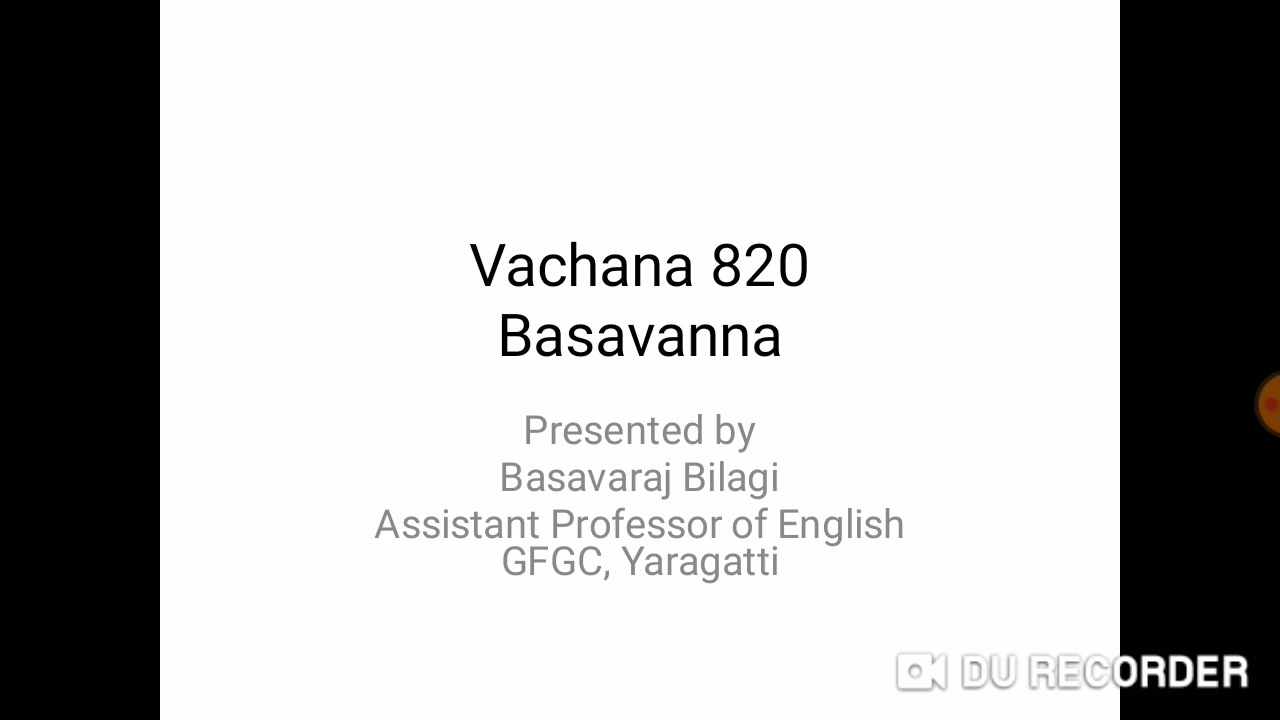 Vachana 820
Basavanna
Presented by
Basavaraj Bilagi
Assistant Professor of English
GFGC, Yaragatti
DU RECORDER